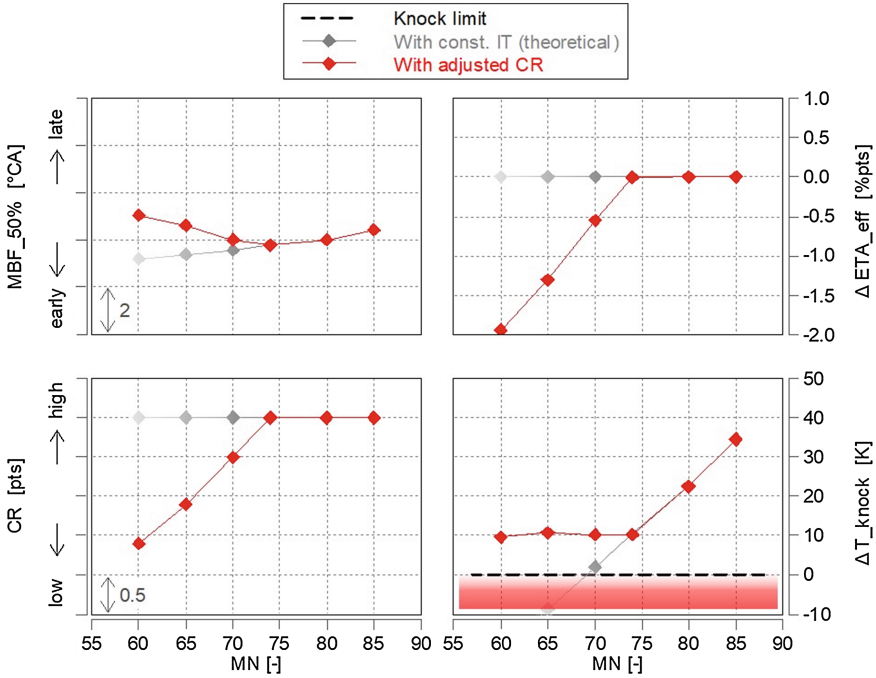 Knock limit
With const. IT (theoretical)
With adjusted CR
MBF_50% [°CA]
early
late
2
1.0
0.5
0.0
-0.5
-1.0
-1.5
-2.0
Δ ETA_eff [%pts]
CR [pts]
low
high
0.5
50
40
30
20
10
0
-10
ΔT_knock [K]
55 60 65 70 75 80 85 90
MN [-]
55 60 65 70 75 80 85 90
MN [-]